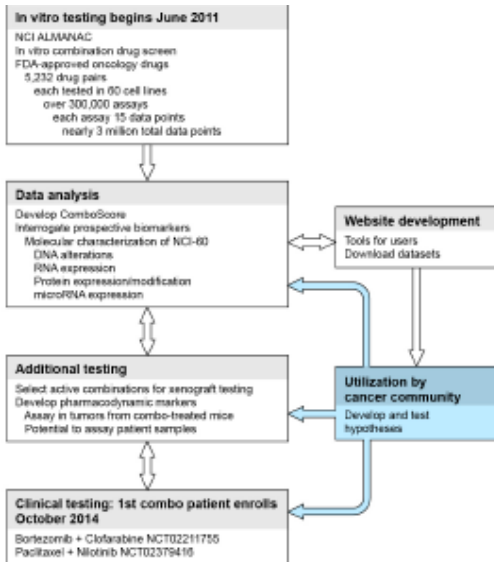 In vitro testing begins June 2011
NCI ALMANAC
In vitro combination drug screen
FDA-approved oncology drugs
5,232 drug pairs
each tested in 60 cell lines
over 300,000 assays
each assay 15 data points
nearly 3 million total data points
Data analysis
Develop ComboScore
Interrogate prospective biomarkers
Molecular characterization of NCI-60
DNA alterations
RNA expression
Protein expression/modification
microRNA expression
Website development
Tools for users
Download datasets
Additional testing
Select active combinations for xenograft testing
Develop pharmacodynamic markers
Assay in tumors from combo-treated mice
Potential to assay patient samples
Utilization by
cancer community
Develop and test
hypotheses
Clinical testing: 1st combo patient enrolls
October 2014
Bortezomib + Clofarabine NCT02211755
Paclitaxel + Nilotinib NCT02379416